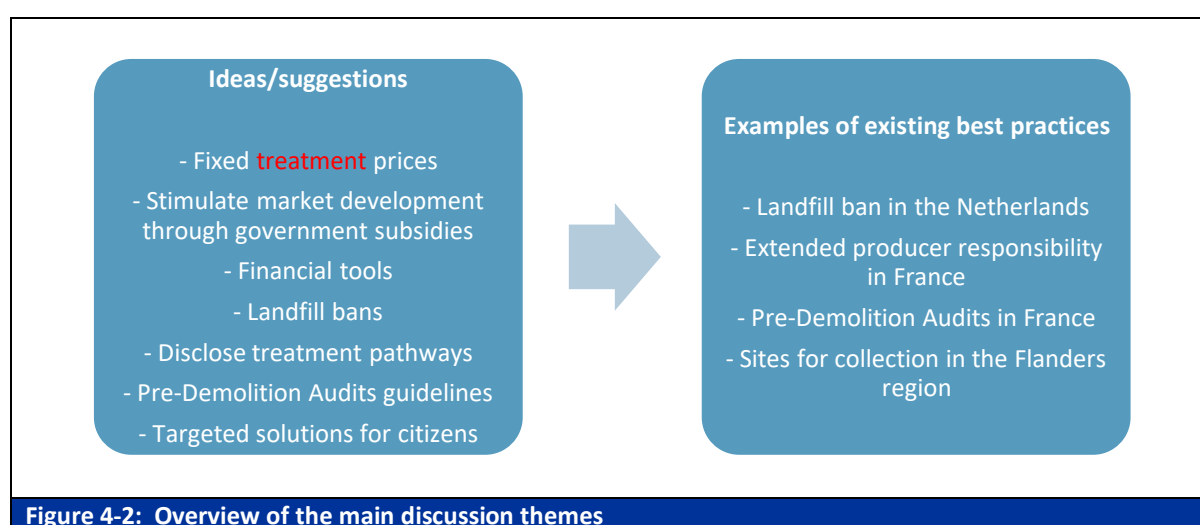 Ideas/suggestions
- Fixed treatment prices
- Stimulate market development
through government subsidies
- Financial tools
- Landfill bans
- Disclose treatment pathways
- Pre-Demolition Audits guidelines
- Targeted solutions for citizens
Examples of existing best practices
- Landfill ban in the Netherlands
- Extended producer responsibility
in France
- Pre-Demolition Audits in France
- Sites for collection in the Flanders
region
Figure 4-2: Overview of the main discussion themes